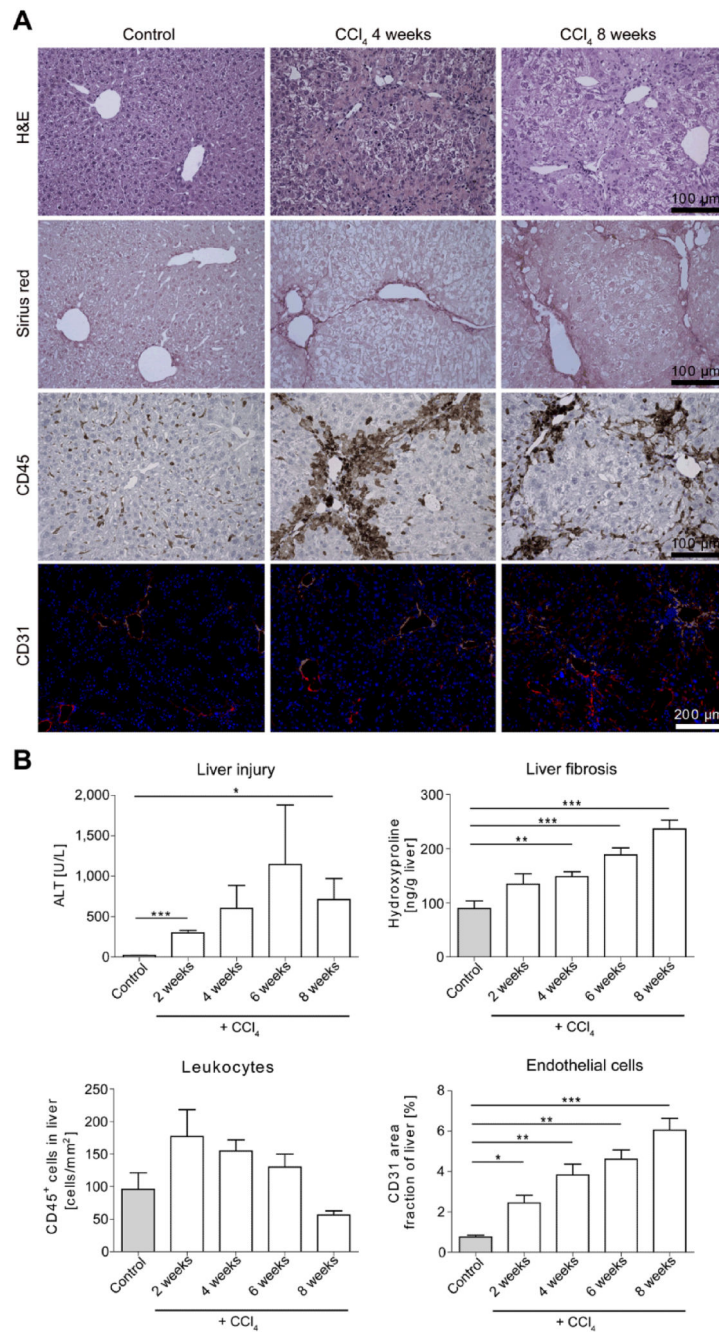 A
Control
CCl₄ 4 weeks
CCl₄ 8 weeks
H&E
100 µm
Sirius red
100 µm
CD45
100 µm
CD31
200 µm
B
Liver injury
ALT [U/L]
2,000
1,500
1,000
500
0
*
***
Control
2 weeks
4 weeks
6 weeks
8 weeks
+ CCl₄
Liver fibrosis
Hydroxyproline
[ng/g liver]
300
200
100
0
***
***
**
Control
2 weeks
4 weeks
6 weeks
8 weeks
+ CCl₄
Leukocytes
CD45⁺ cells in liver
[cells/mm²]
250
200
150
100
50
0
Control
2 weeks
4 weeks
6 weeks
8 weeks
+ CCl₄
Endothelial cells
CD31 area
fraction of liver [%]
8
6
4
2
0
***
**
**
*
Control
2 weeks
4 weeks
6 weeks
8 weeks
+ CCl₄